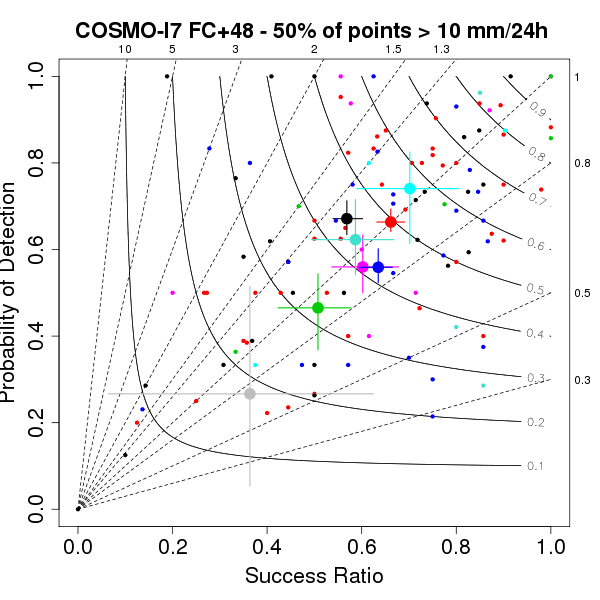 COSMO-I7 FC+48 - 50% of points > 10 mm/24h
10 5 3 2 1.5 1.3
1.0 1
0.9
0.8
0.8 0.8
0.7
0.6 0.6
0.5
0.5
0.4 0.4
0.3 0.3
0.2 0.2
0.1
0.0
0.0 0.2 0.4 0.6 0.8 1.0
Success Ratio
Probability of Detection